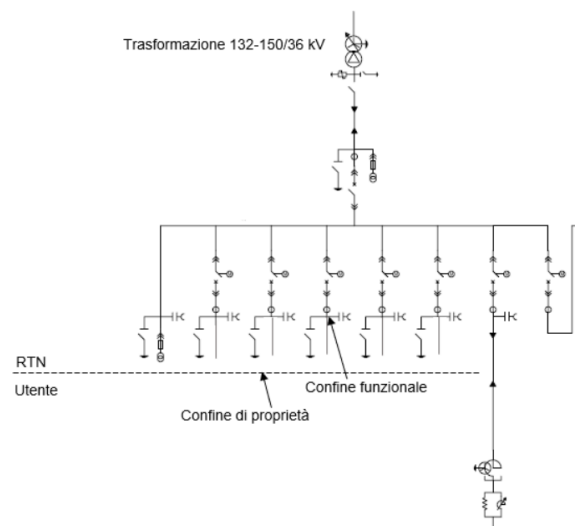 Trasformazione 132-150/36 kV
RTN
Confine funzionale
Utente
Confine di proprietà